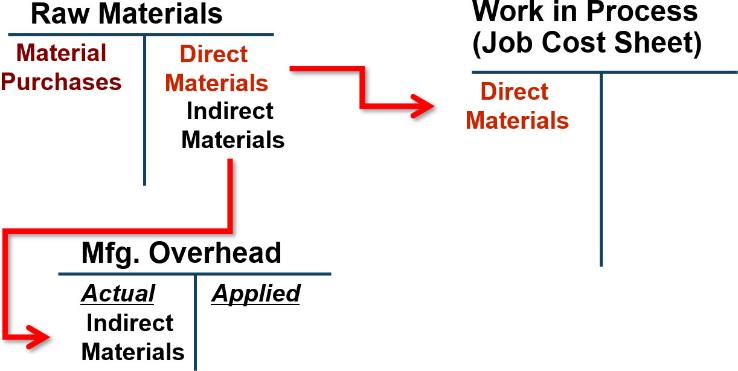 Raw Materials
Material
Purchases
Direct
Materials
Indirect
Materials
Work in Process
(Job Cost Sheet)
Direct
Materials
Mfg. Overhead
Actual
Applied
Indirect
Materials